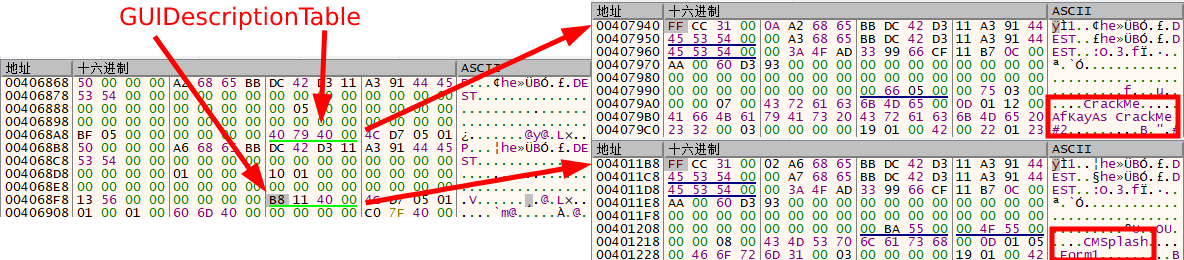 GUIDescriptionTable
地址 十六进制 ASCII
00406868 50 00 00 00 A2 68 65 BB DC 42 D3 11 A3 91 44 45 P...¢he»ÜBÓ.£.DE
00406878 53 54 00 00 00 00 00 00 00 00 00 00 00 00 00 00 ST..............
00406888 00 00 00 00 00 00 00 00 00 05 00 00 00 00 00 00 ................
00406898 00 00 00 00 00 00 00 00 00 00 00 00 00 00 00 00 ................
004068A8 BF 05 00 00 00 00 00 00 40 79 40 00 4C D7 05 01 ¿.......@y@.L×..
004068B8 50 00 00 00 A6 68 65 BB DC 42 D3 11 A3 91 44 45 P...¦he»ÜBÓ.£.DE
004068C8 53 54 00 00 00 00 00 00 00 00 00 00 00 00 00 00 ST..............
004068D8 00 00 00 00 01 00 00 00 10 01 00 00 00 00 00 00 ................
004068E8 00 00 00 00 00 00 00 00 00 00 00 00 00 00 00 00 ................
004068F8 13 56 00 00 00 00 00 00 B8 11 40 00 4C D7 05 01 .V......¸.@.L×..
00406908 01 00 01 00 60 6D 40 00 00 00 00 00 C0 7F 40 00 ....`m@.....À.@.
地址 十六进制 ASCII
00407940 FF CC 31 00 0A A2 68 65 BB DC 42 D3 11 A3 91 44 ÿÌ1..¢he»ÜBÓ.£.D
00407950 45 53 54 00 00 A3 68 65 BB DC 42 D3 11 A3 91 44 EST..£he»ÜBÓ.£.D
00407960 45 53 54 00 00 3A 4F AD 33 99 66 CF 11 B7 0C 00 EST..:O.3.fÏ.·..
00407970 AA 00 60 D3 93 00 00 00 00 00 00 00 00 00 00 00 ª.`Ó............
00407980 00 00 00 00 00 00 00 00 00 00 00 00 00 00 00 00 ................
00407990 00 00 00 00 00 00 00 00 00 66 05 00 00 75 03 00 .........f...u..
004079A0 00 00 07 00 43 72 61 63 6B 4D 65 00 0D 01 12 00 ....CrackMe.....
004079B0 41 66 4B 61 79 41 73 20 43 72 61 63 6B 4D 65 20 AfKayAs CrackMe
004079C0 23 32 00 03 00 00 00 00 19 01 00 42 00 22 01 23 #2.........B.".#
地址 十六进制 ASCII
004011B8 FF CC 31 00 02 A6 68 65 BB DC 42 D3 11 A3 91 44 ÿÌ1..¦he»ÜBÓ.£.D
004011C8 45 53 54 00 00 A7 68 65 BB DC 42 D3 11 A3 91 44 EST..§he»ÜBÓ.£.D
004011D8 45 53 54 00 00 3A 4F AD 33 99 66 CF 11 B7 0C 00 EST..:O.3.fÏ.·..
004011E8 AA 00 60 D3 93 00 00 00 00 00 00 00 00 00 00 00 ª.`Ó............
004011F8 00 00 00 00 00 00 00 00 00 00 00 00 00 00 00 00 ................
00401208 00 00 00 00 00 00 00 00 00 BA 55 00 00 4F 55 00 .........ºU..OU.
00401218 00 00 08 00 43 4D 53 70 6C 61 73 68 00 0D 01 05 ....CMSplash....
00401228 00 46 6F 72 6D 31 00 03 00 00 00 00 19 01 00 42 .Form1.........B